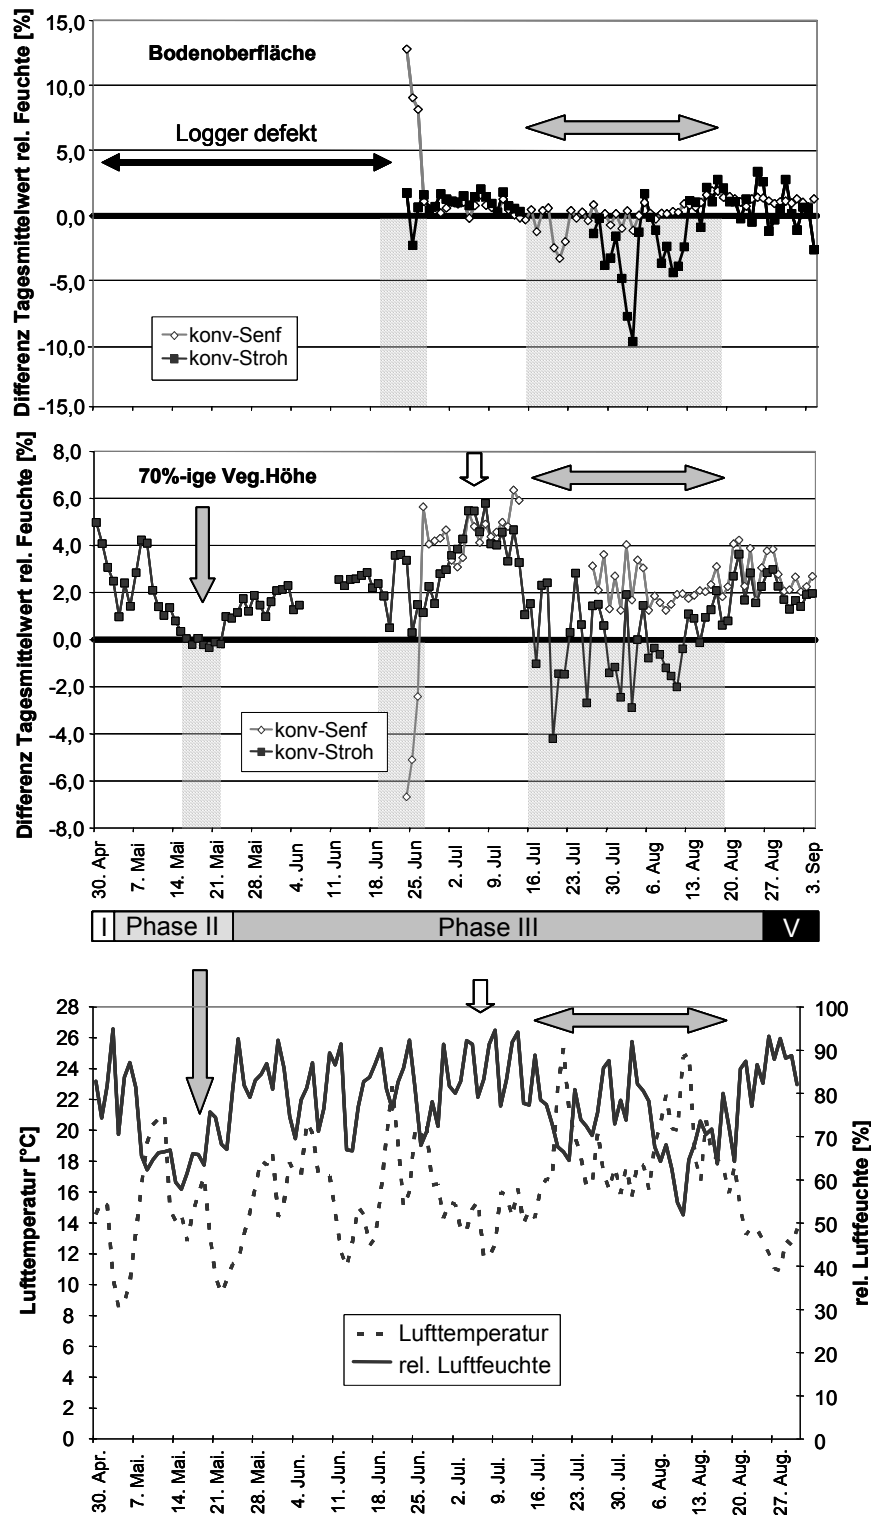 Differenz Tagesmittelwert rel. Feuchte [%]
15,0
10,0
5,0
0,0
-5,0
-10,0
-15,0
Bodenoberfläche
Logger defekt
konv-Senf
konv-Stroh
Differenz Tagesmittelwert rel. Feuchte [%]
8,0
6,0
4,0
2,0
0,0
-2,0
-4,0
-6,0
-8,0
70%-ige Veg.Höhe
konv-Senf
konv-Stroh
30. Apr
7. Mai
14. Mai
21. Mai
28. Mai
4. Jun
11. Jun
18. Jun
25. Jun
2. Jul
9. Jul
16. Jul
23. Jul
30. Jul.
6. Aug
13. Aug
20. Aug
27. Aug
3. Sep
I Phase II Phase III V
Lufttemperatur [°C]
28
26
24
22
20
18
16
14
12
10
8
6
4
2
0
100
90
80
70
60
50
40
30
20
10
0
rel. Luftfeuchte [%]
Lufttemperatur
rel. Luftfeuchte
30. Apr.
7. Mai.
14. Mai.
21. Mai.
28. Mai.
4. Jun.
11. Jun.
18. Jun.
25. Jun.
2. Jul.
9. Jul.
16. Jul.
23. Jul.
30. Jul.
6. Aug.
13. Aug.
20. Aug.
27. Aug.